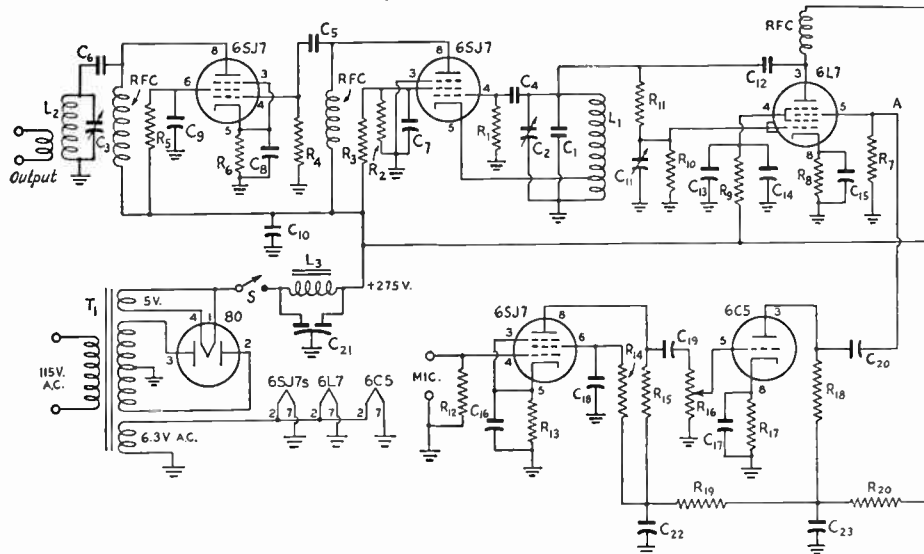 C5
RFC
C6
8
6SJ7
8
6SJ7
C12
3
6L7
6
3
4
RFC
4
C4
R11
4
5
A
L2
C3
R5
C9
5
R6
C8
R4
R3
R2
C7
5
R1
C2
C1
L1
C11
R10
C13
R9
C14
8
R8
C15
R7
Output
C10
L3
+275V.
T1
5V.
S
4
1
80
3
2
C21
115V.
A.C.
6.3V A.C.
6SJ7s
6L7
6C5
2
7
2
7
2
7
6SJ7
8
3
4
6
5
MIC.
R12
C16
R13
C18
R14
R15
C19
R16
6C5
3
5
8
C17
R17
R18
C20
R19
R20
C22
C23